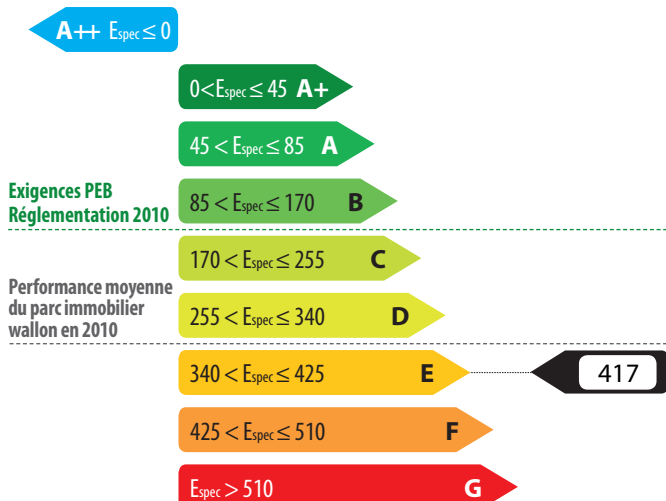 A++ Espec ≤ 0
0<Espec ≤ 45 A+
45 < Espec ≤ 85 A
Exigences PEB
Réglementation 2010
85 < Espec ≤ 170 B
170 < Espec ≤ 255 C
Performance moyenne
du parc immobilier
wallon en 2010
255 < Espec ≤ 340 D
340 < Espec ≤ 425 E
417
425 < Espec ≤ 510 F
Espec > 510 G